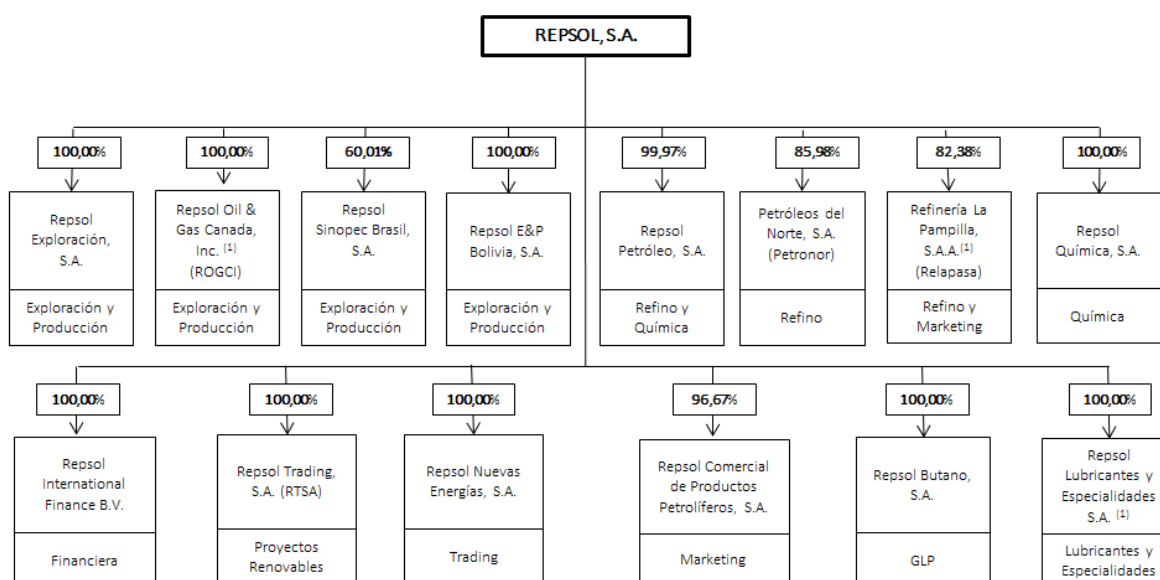 REPSOL, S.A.
100,00%
100,00%
60,01%
100,00%
99,97%
85,98%
82,38%
100,00%
Repsol
Exploración,
S.A.
Exploración y
Producción
Repsol Oil &
Gas Canada,
Inc. (1)
(ROGCI)
Exploración y
Producción
Repsol
Sinopec Brasil,
S.A.
Exploración y
Producción
Repsol E&P
Bolivia, S.A.
Exploración y
Producción
Repsol
Petróleo, S.A.
Refino y
Química
Petróleos del
Norte, S.A.
(Petronor)
Refino
Refinería La
Pampilla,
S.A.A.(1)
(Relapasa)
Refino y
Marketing
Repsol
Química, S.A.
Química
100,00%
100,00%
100,00%
96,67%
100,00%
100,00%
Repsol
International
Finance B.V.
Financiera
Repsol Trading,
S.A. (RTSA)
Proyectos
Renovables
Repsol Nuevas
Energías, S.A.
Trading
Repsol Comercial
de Productos
Petrolíferos, S.A.
Marketing
Repsol Butano,
S.A.
GLP
Repsol
Lubricantes y
Especialidades
S.A. (1)
Lubricantes y
Especialidades